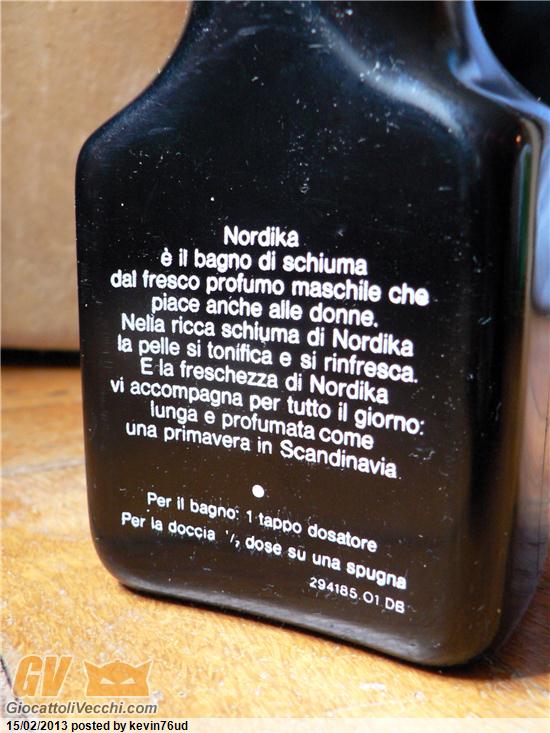 Nordika
è il bagno di schiuma
dal fresco profumo maschile che
piace anche alle donne.
Nella ricca schiuma di Nordika
la pelle si tonifica e si rinfresca.
E la freschezza di Nordika
vi accompagna per tutto il giorno:
lunga e profumata come
una primavera in Scandinavia
Per il bagno: 1 tappo dosatore
Per la doccia 1/2 dose su una spugna
294185.01.DB
GV
GiocattoliVecchi.com
15/02/2013 posted by kevin76ud